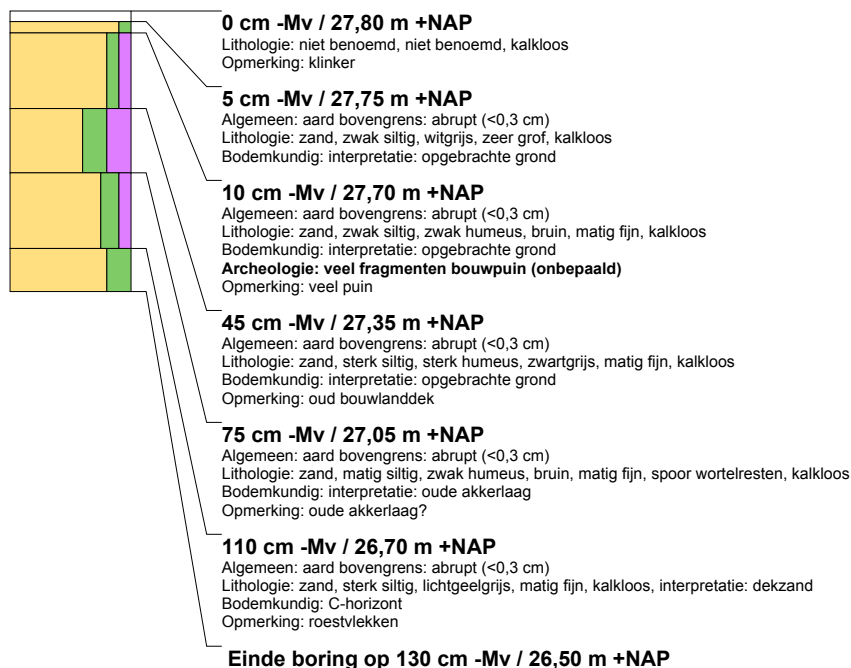 0 cm -Mv / 27,80 m +NAP
Lithologie: niet benoemd, niet benoemd, kalkloos
Opmerking: klinker
5 cm -Mv / 27,75 m +NAP
Algemeen: aard bovengrens: abrupt (<0,3 cm)
Lithologie: zand, zwak siltig, witgrijs, zeer grof, kalkloos
Bodemkundig: interpretatie: opgebrachte grond
10 cm -Mv / 27,70 m +NAP
Algemeen: aard bovengrens: abrupt (<0,3 cm)
Lithologie: zand, zwak siltig, zwak humeus, bruin, matig fijn, kalkloos
Bodemkundig: interpretatie: opgebrachte grond
Archeologie: veel fragmenten bouwpuin (onbepaald)
Opmerking: veel puin
45 cm -Mv / 27,35 m +NAP
Algemeen: aard bovengrens: abrupt (<0,3 cm)
Lithologie: zand, sterk siltig, sterk humeus, zwartgrijs, matig fijn, kalkloos
Bodemkundig: interpretatie: opgebrachte grond
Opmerking: oud bouwlanddek
75 cm -Mv / 27,05 m +NAP
Algemeen: aard bovengrens: abrupt (<0,3 cm)
Lithologie: zand, matig siltig, zwak humeus, bruin, matig fijn, spoor wortelresten, kalkloos
Bodemkundig: interpretatie: oude akkerlaag
Opmerking: oude akkerlaag?
110 cm -Mv / 26,70 m +NAP
Algemeen: aard bovengrens: abrupt (<0,3 cm)
Lithologie: zand, sterk siltig, lichtgeelgrijs, matig fijn, kalkloos, interpretatie: dekzand
Bodemkundig: C-horizont
Opmerking: roestvlekken
Einde boring op 130 cm -Mv / 26,50 m +NAP